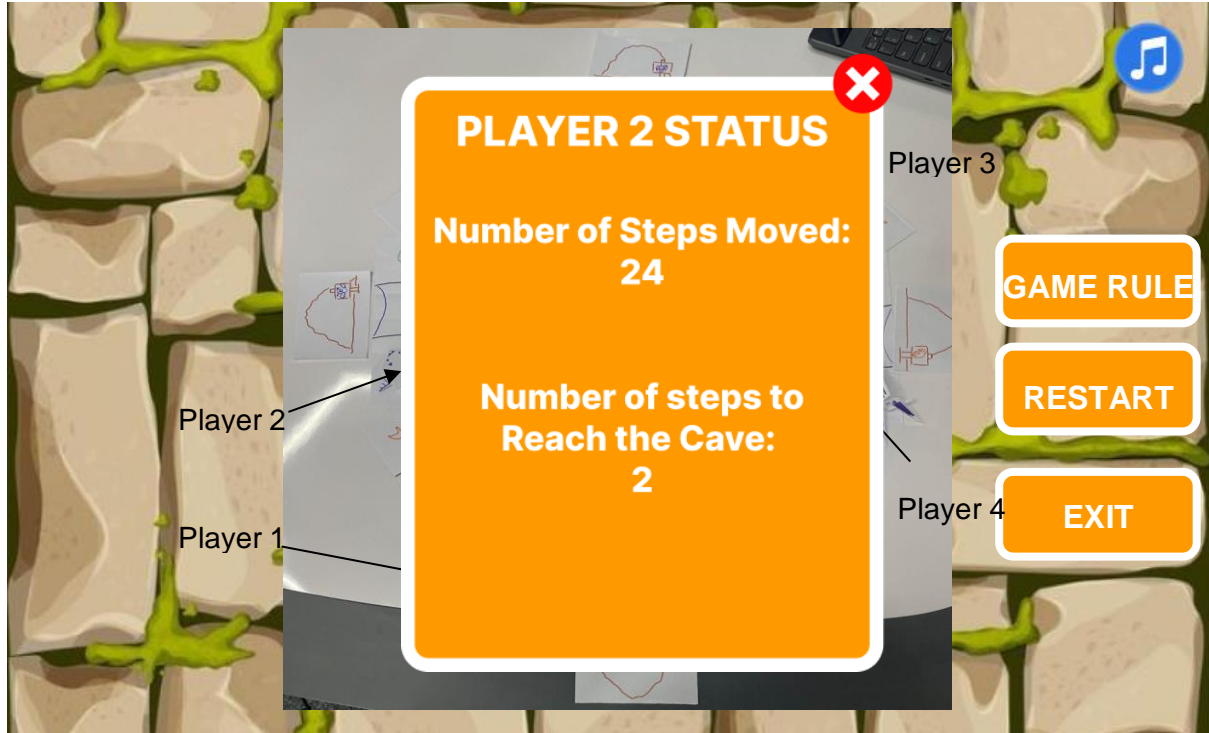 PLAYER 2 STATUS
Player 3
Number of Steps Moved:
24
GAME RULE
Number of steps to
Reach the Cave:
2
RESTART
Player 2
Player 4
EXIT
Player 1